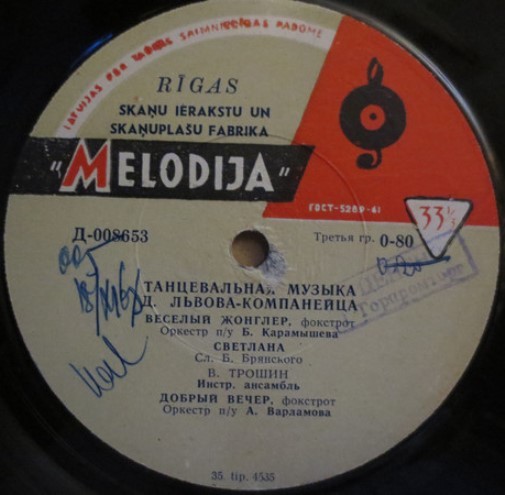 LATVIJAS PSR TAUTAS SAIMNIECĪBAS PADOME
RĪGAS
SKAŅU IERAKSTU UN
SKAŅUPLAŠU FABRIKA
"MELODIJA"
ГОСТ-5289-61
33 1/3
Д-008653
Третья гр. 0-80
ТАНЦЕВАЛЬНАЯ МУЗЫКА
Д. ЛЬВОВА-КОМПАНЕЙЦА
ВЕСЕЛЫЙ ЖОНГЛЕР, фокстрот
Оркестр п/у Б. Карамышева
СВЕТЛАНА
Сл. Б. Брянского
В. ТРОШИН
Инстр. ансамбль
ДОБРЫЙ ВЕЧЕР, фокстрот
Оркестр п/у А. Варламова
35. tip. 4535